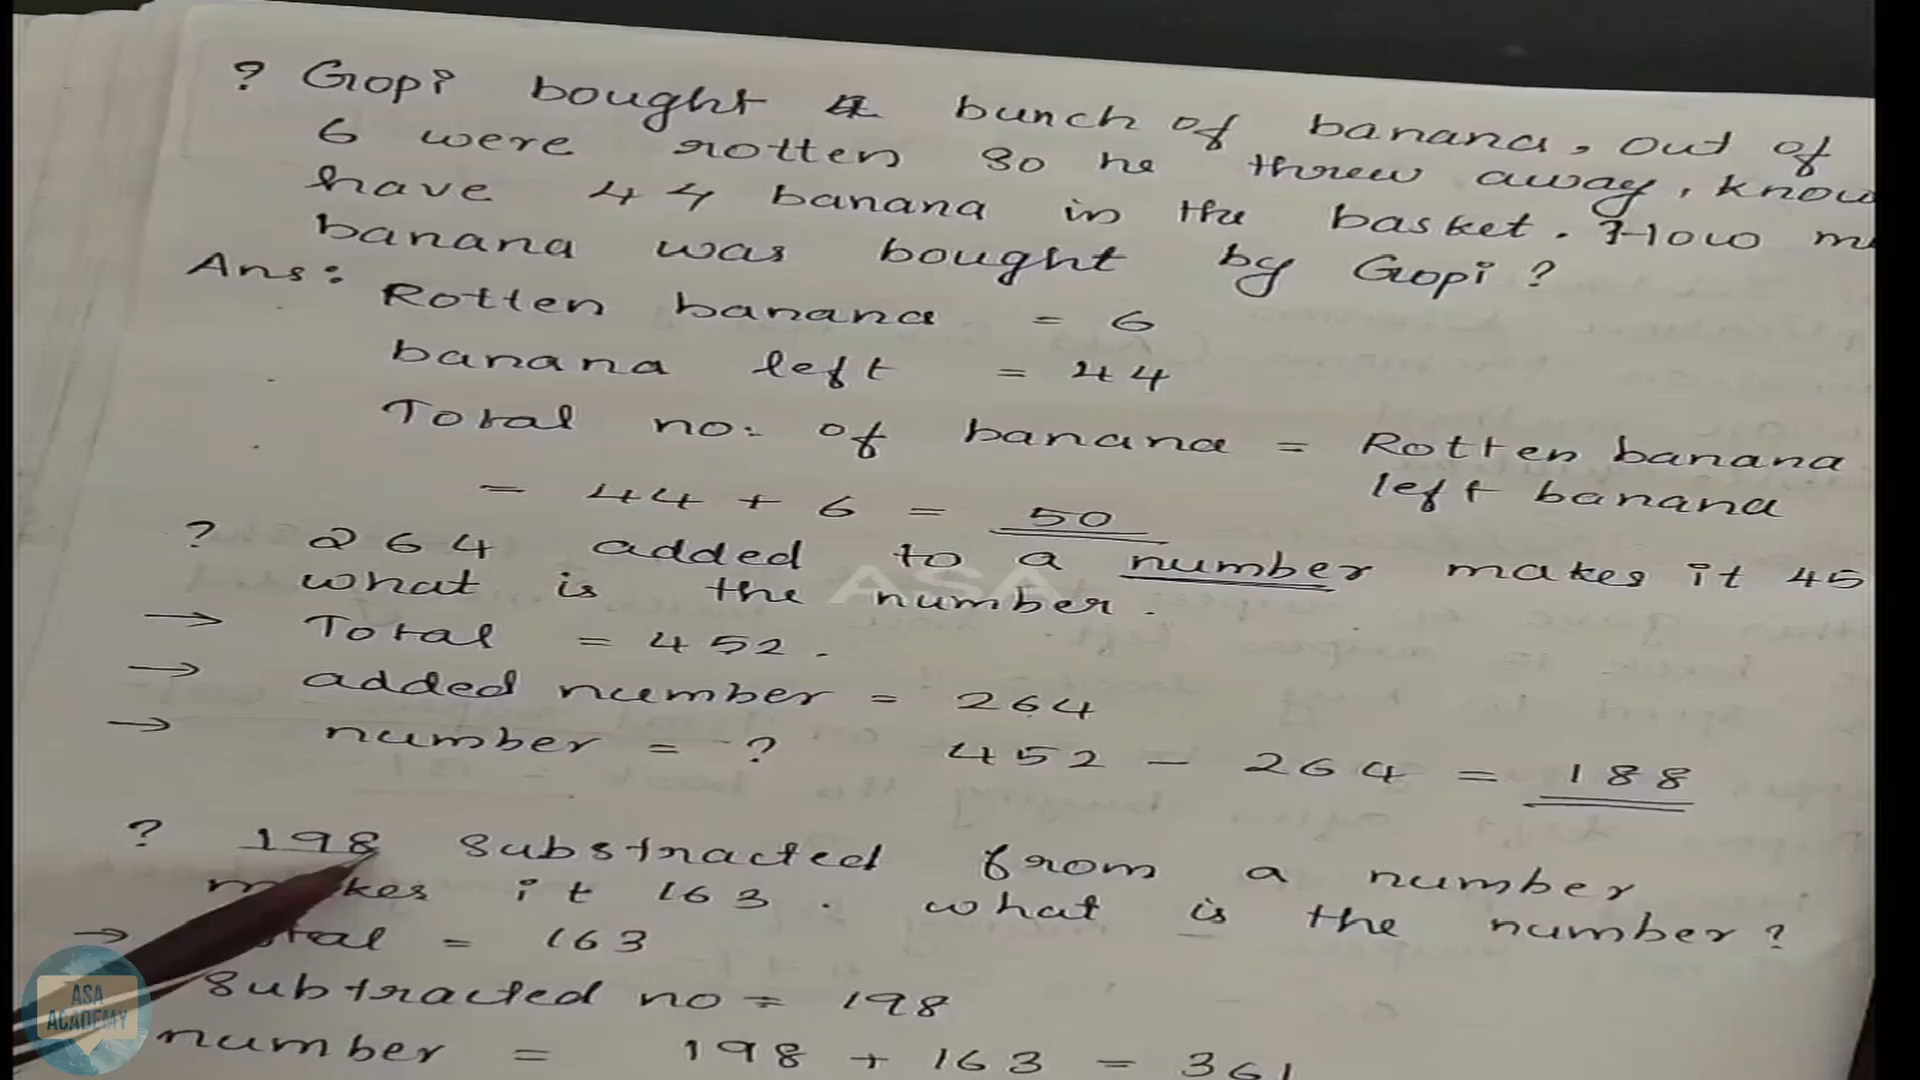 ? Gopi bought a bunch of banana, out of
6 were rotten so he threw away, know
have 44 banana in the basket. How
banana was bought by Gopi ?
Ans: Rotten banana = 6
banana left = 44
Total no: of banana = Rotten banana
left banana
= 44 + 6 = 50
? 264 added to a number makes it 45
what is the number.
→ Total = 452.
→ added number = 264
→ number = ? 452 - 264 = 188
? 198 substracted from a number
makes it 163. what is the number?
→ Total = 163
Subtracted no = 198
number = 198 + 163 = 361
ASA
ASA
ACADEMY